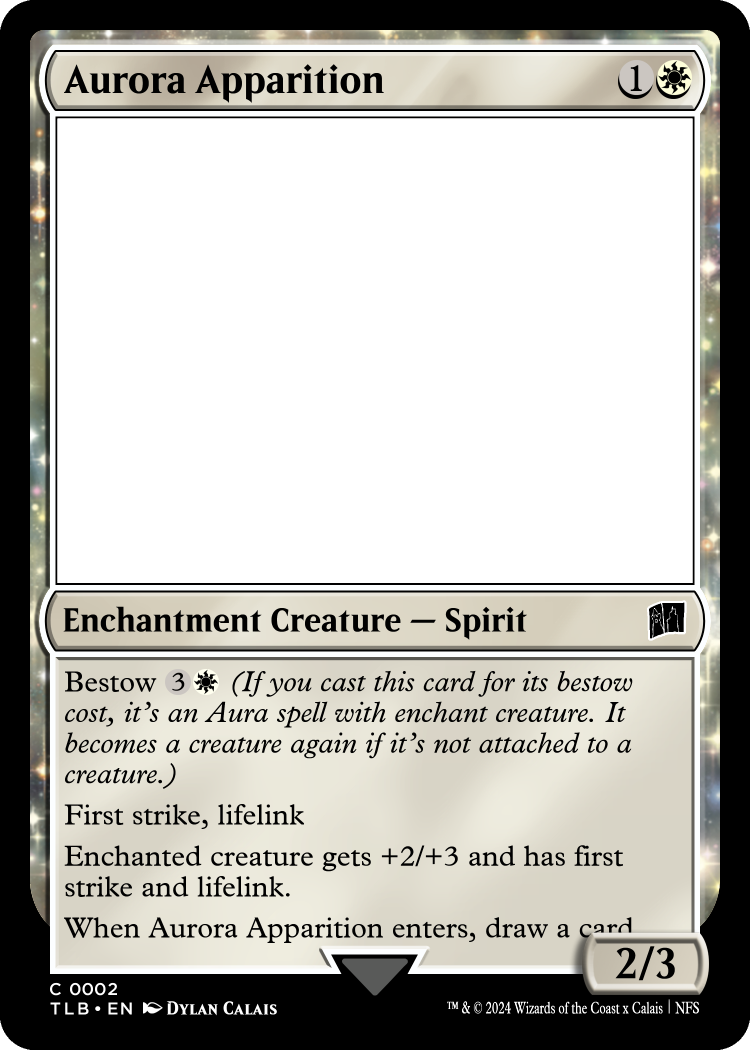 Aurora Apparition 1
Enchantment Creature — Spirit
Bestow 3 (If you cast this card for its bestow
cost, it's an Aura spell with enchant creature. It
becomes a creature again if it's not attached to a
creature.)
First strike, lifelink
Enchanted creature gets +2/+3 and has first
strike and lifelink.
When Aurora Apparition enters, draw a card
2/3
C 0002
TLB • EN DYLAN CALAIS
™ & © 2024 Wizards of the Coast x Calais | NFS